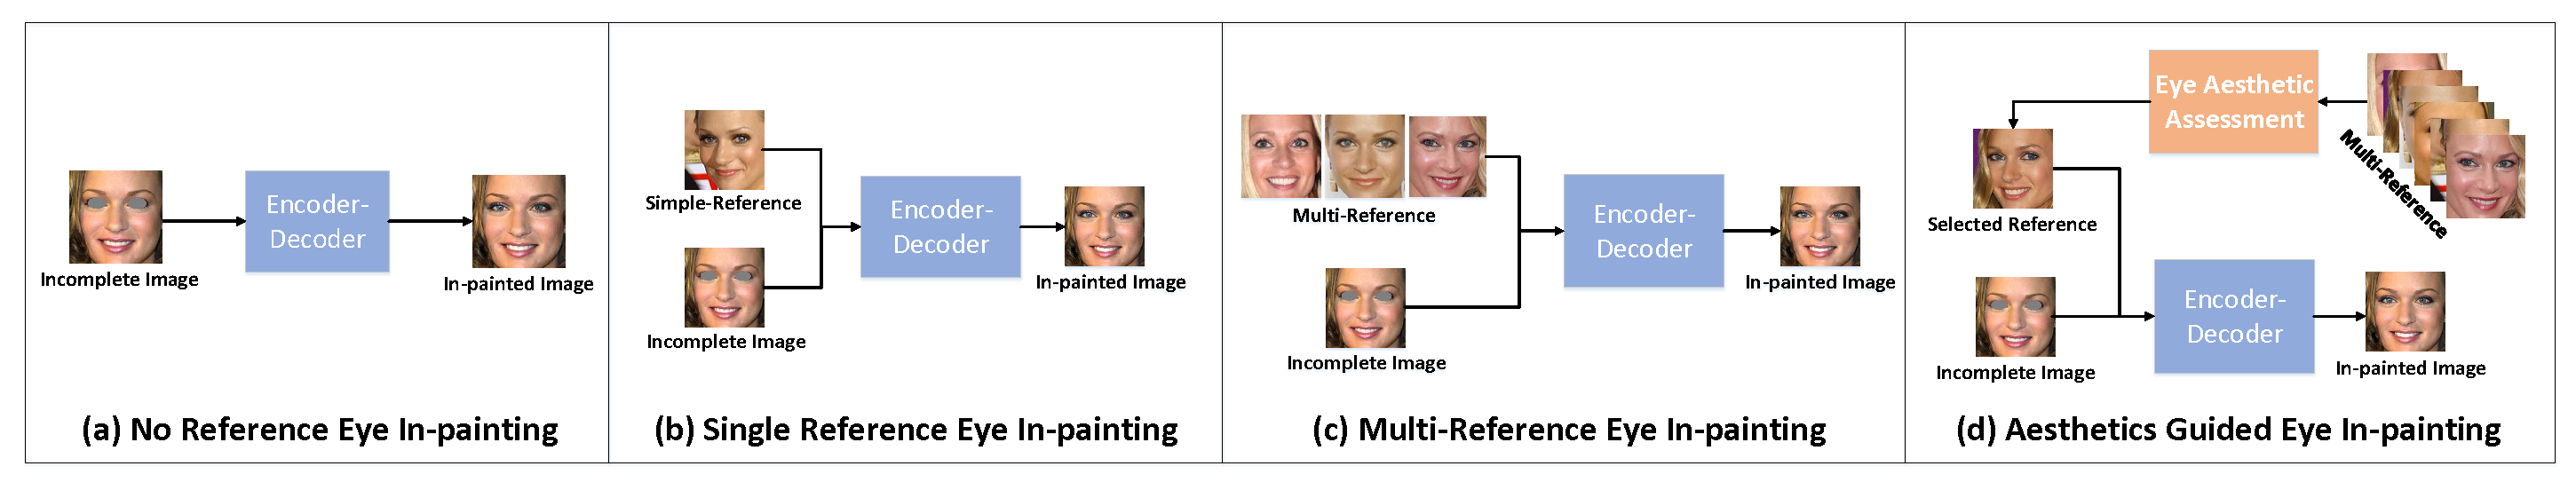 Incomplete Image
Encoder-
Decoder
In-painted Image
(a) No Reference Eye In-painting
Simple-Reference
Incomplete Image
Encoder-
Decoder
In-painted Image
(b) Single Reference Eye In-painting
Multi-Reference
Incomplete Image
Encoder-
Decoder
In-painted Image
(c) Multi-Reference Eye In-painting
Eye Aesthetic
Assessment
Multi-Reference
Selected Reference
Incomplete Image
Encoder-
Decoder
In-painted Image
(d) Aesthetics Guided Eye In-painting